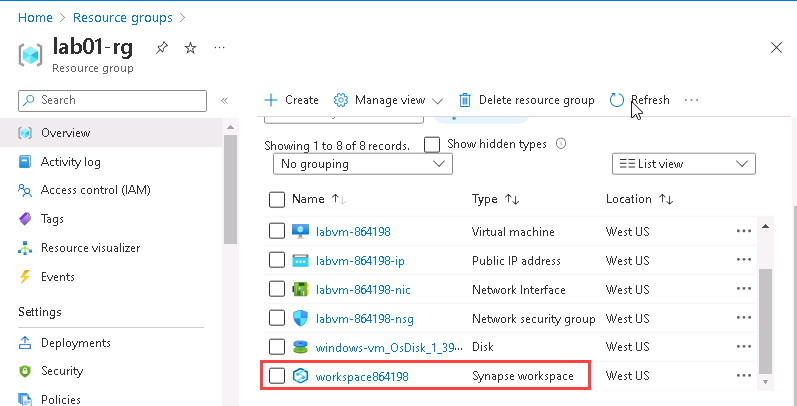 Home > Resource groups >
lab01-rg
Resource group
Search
Overview
Activity log
Access control (IAM)
Tags
Resource visualizer
Events
Settings
Deployments
Security
Policies
Create Manage view Delete resource group Refresh
Showing 1 to 8 of 8 records. Show hidden types
No grouping List view
Name Type Location
labvm-864198 Virtual machine West US
labvm-864198-ip Public IP address West US
labvm-864198-nic Network Interface West US
labvm-864198-nsg Network security group West US
windows-vm_OsDisk_1_39... Disk West US
workspace864198 Synapse workspace West US